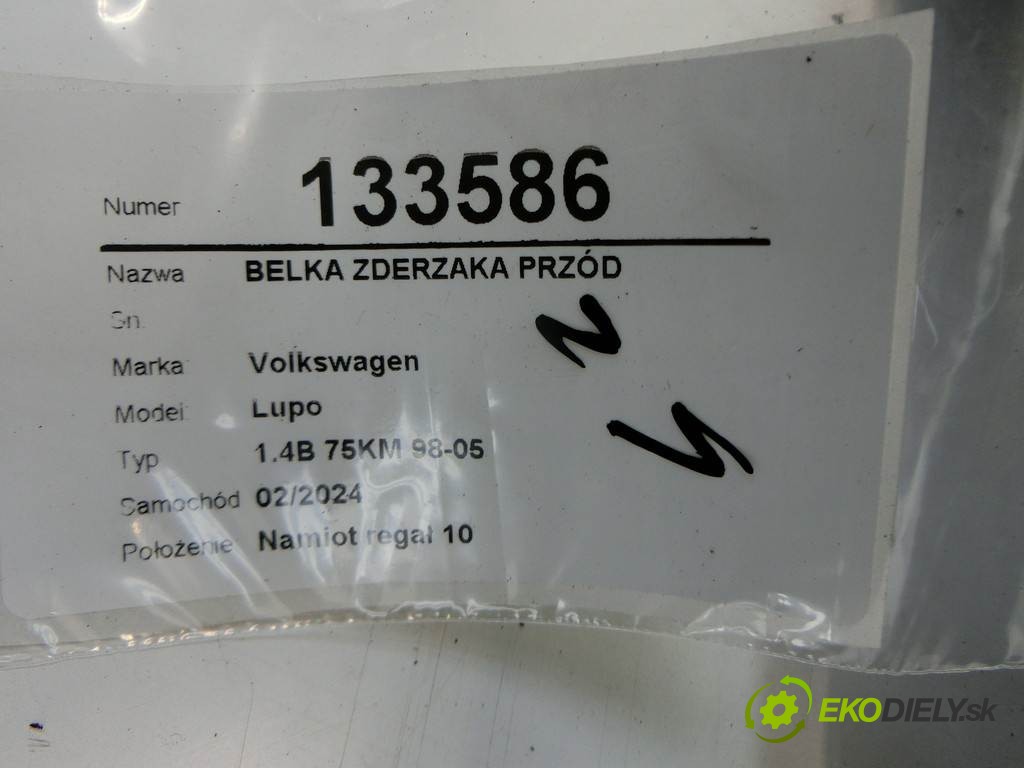 Numer 133586
Nazwa BELKA ZDERZAKA PRZÓD
Sn.
Marka Volkswagen
Model Lupo
Typ 1.4B 75KM 98-05
Samochód 02/2024
Położenie Namiot regał 10
EKODIELY.sk